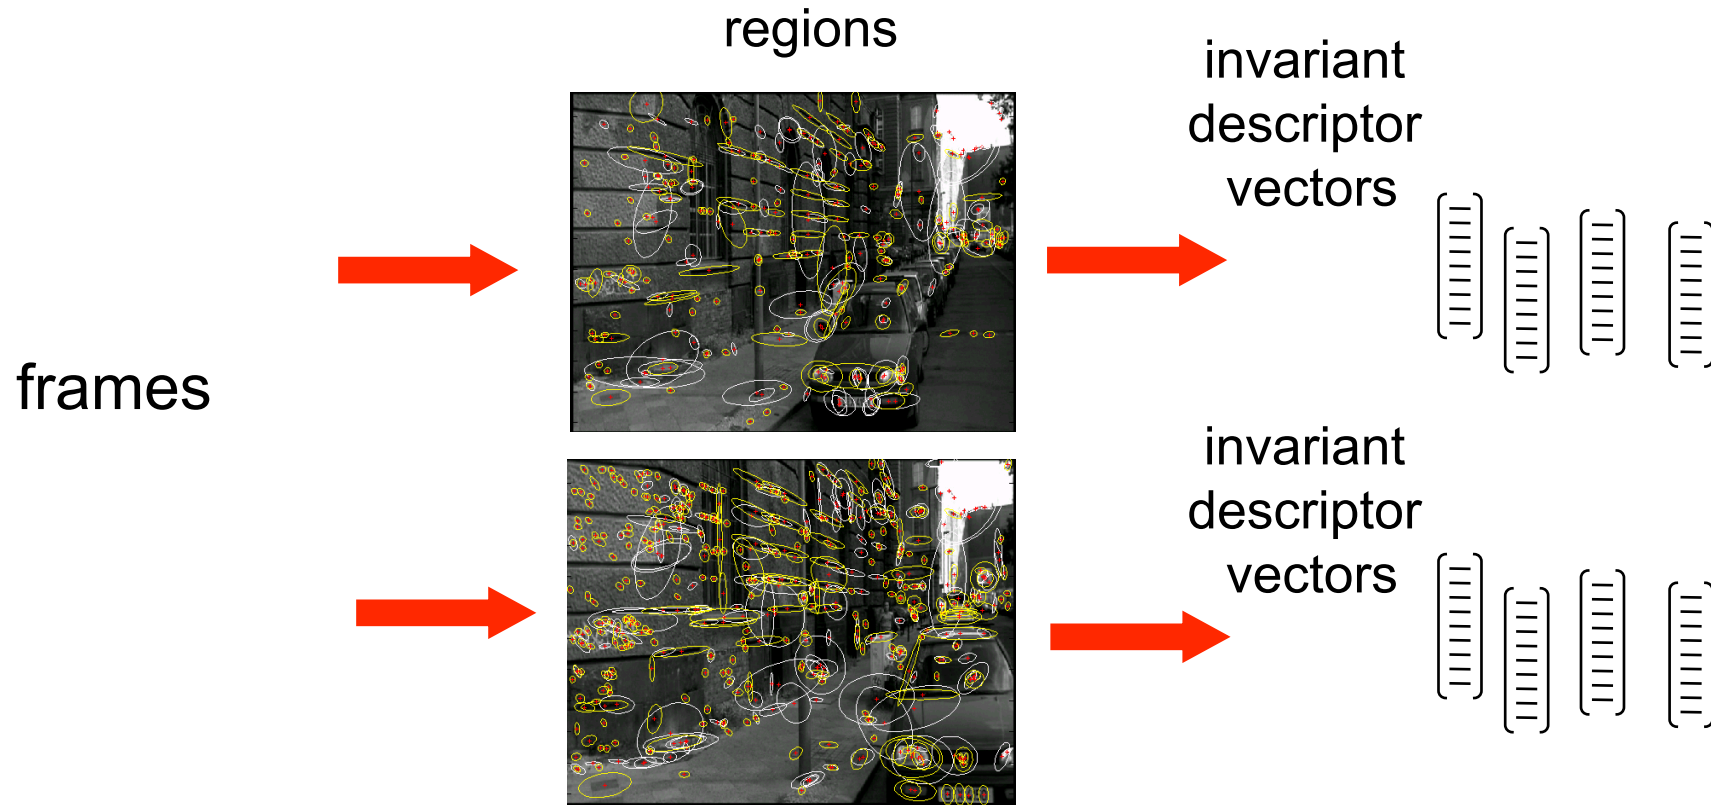 regions
invariant
descriptor
vectors
frames
invariant
descriptor
vectors